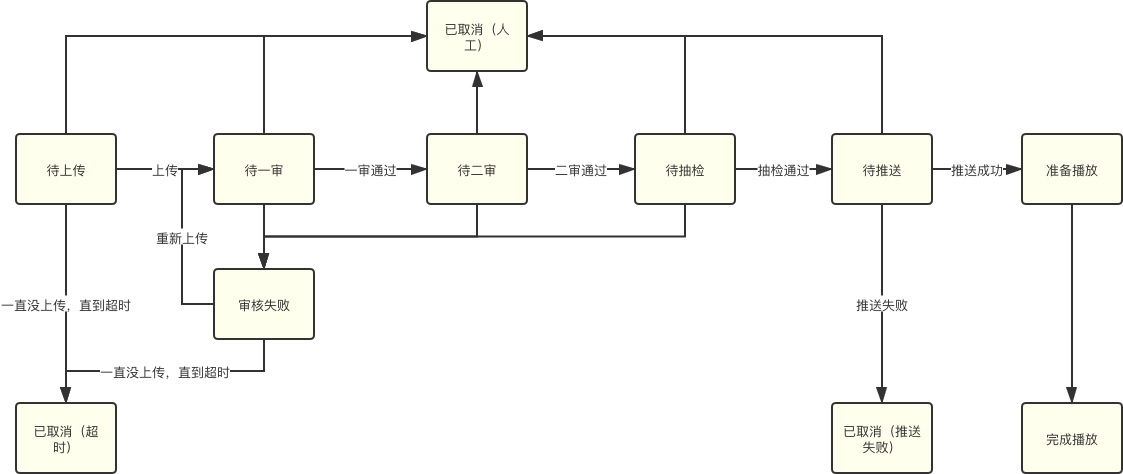 已取消（人
工）
待上传
上传
待一审
一审通过
待二审
二审通过
待抽检
抽检通过
待推送
推送成功
准备播放
重新上传
一直没上传，直到超时
审核失败
推送失败
一直没上传，直到超时
已取消（超
时）
已取消（推送
失败）
完成播放